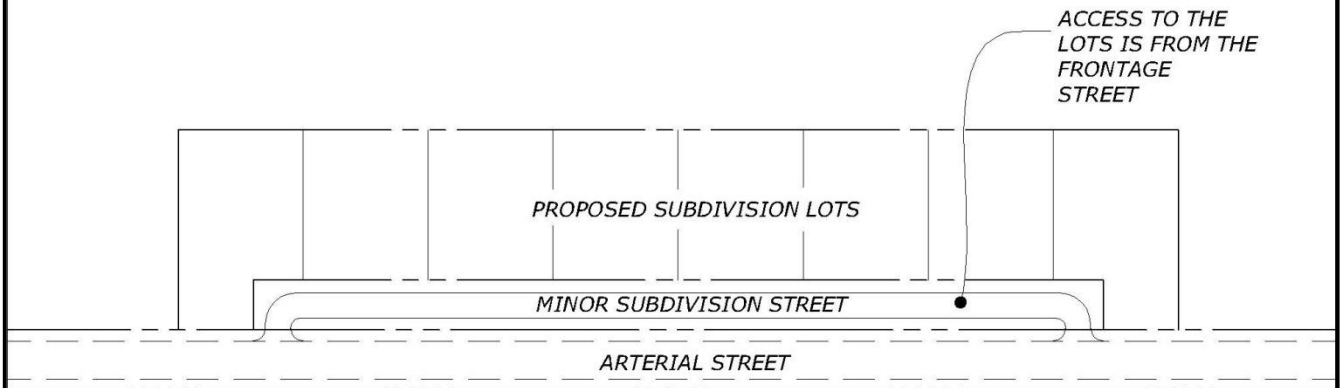 ACCESS TO THE
LOTS IS FROM THE
FRONTAGE
STREET
PROPOSED SUBDIVISION LOTS
MINOR SUBDIVISION STREET
ARTERIAL STREET